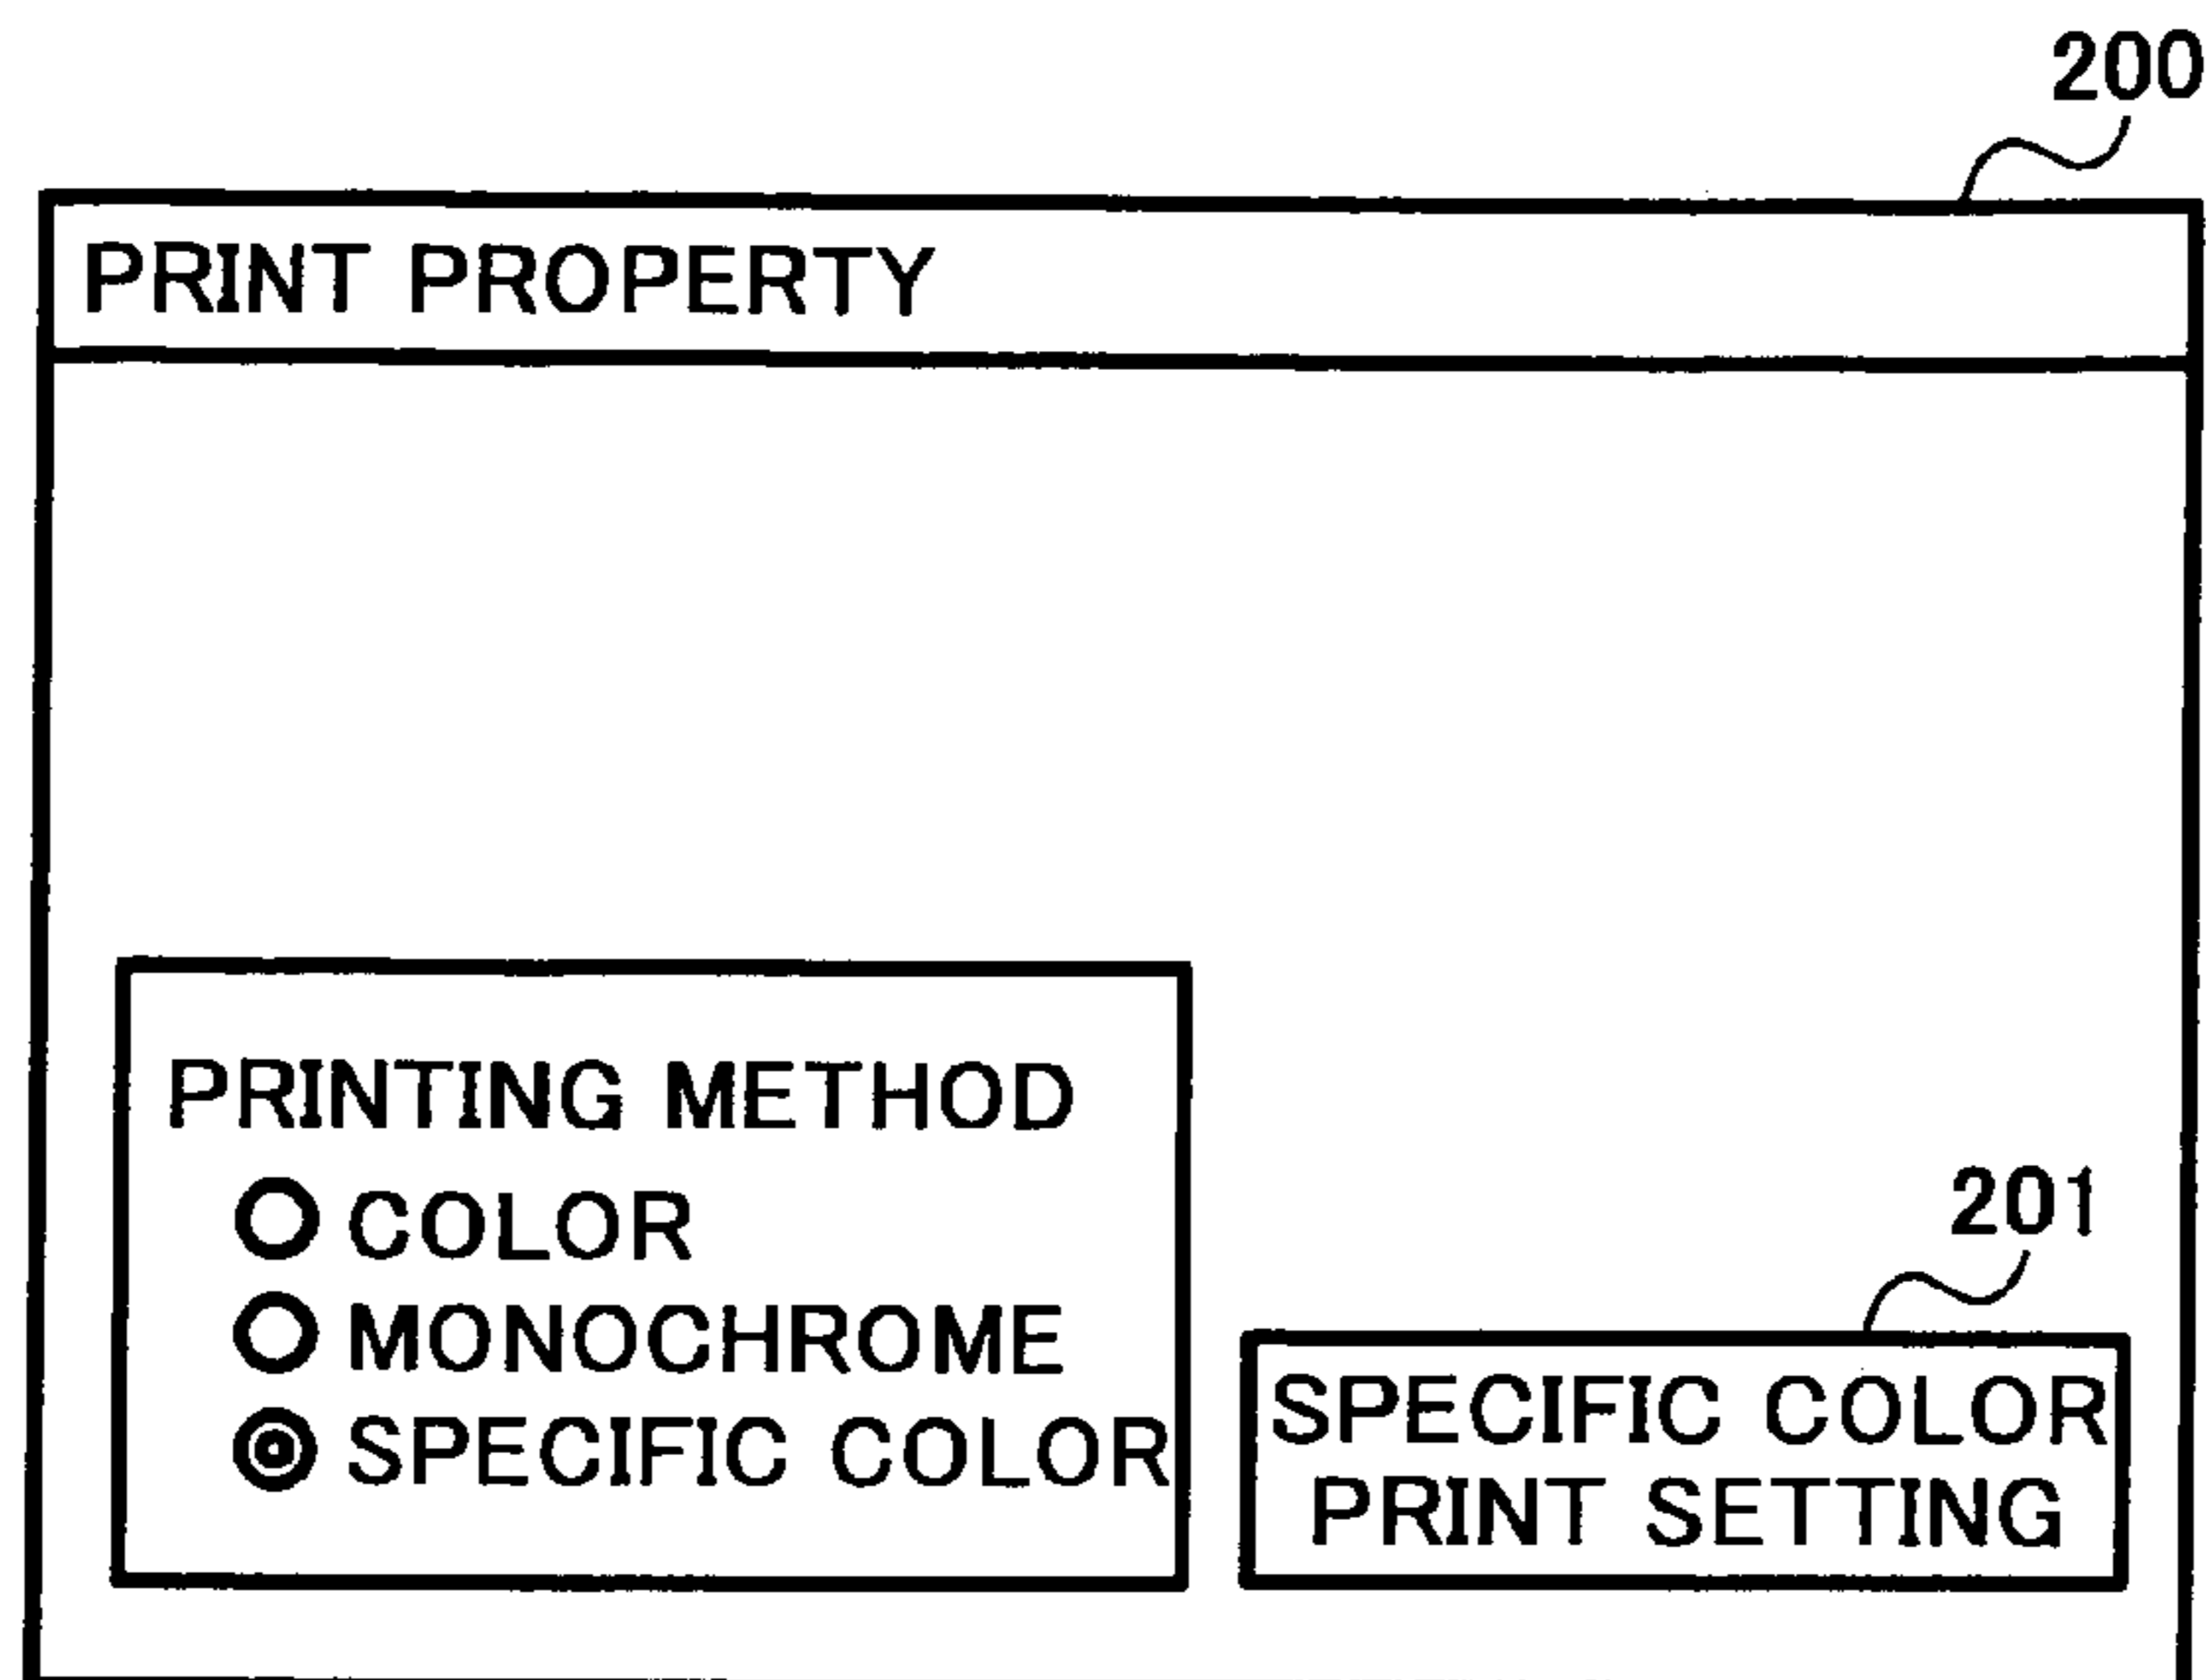 200
PRINT PROPERTY
PRINTING METHOD
COLOR
MONOCHROME
SPECIFIC COLOR
201
SPECIFIC COLOR
PRINT SETTING